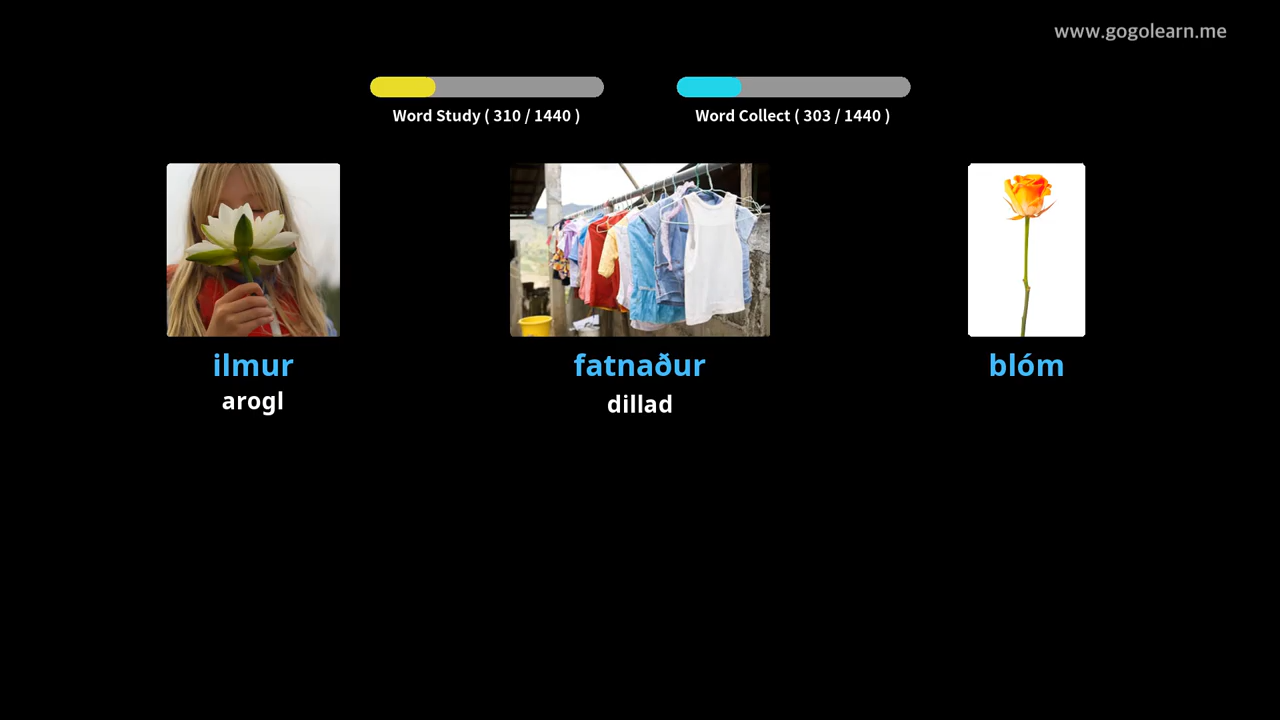 www.gogolearn.me
Word Study ( 310 / 1440 )
Word Collect ( 303 / 1440 )
ilmur
arogl
fatnaður
dillad
blóm